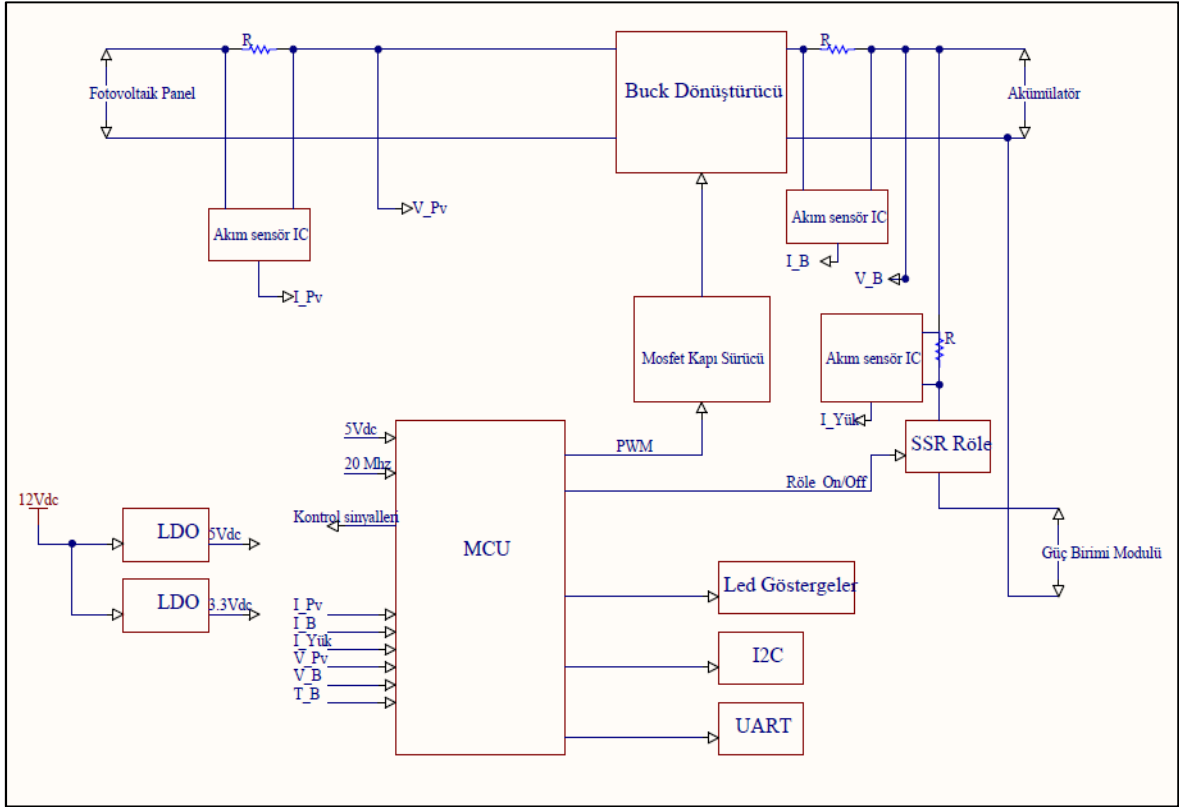 R
R
Buck Dönüştürücü
Fotovoltaik Panel
Akümülatör
V_Pv
Akım sensör IC
Akım sensör IC
I_B
V_B
I_Pv
Mosfet Kapı Sürücü
Akım sensör IC
R
I_Yük
SSR Röle
5Vdc
PWM
20 Mhz
Röle On/Off
12Vdc
Kontrol sinyalleri
LDO
5Vdc
MCU
Güç Birimi Modulü
Led Göstergeler
LDO
3.3Vdc
I_Pv
I_B
I_Yük
V_Pv
V_B
T_B
I2C
UART